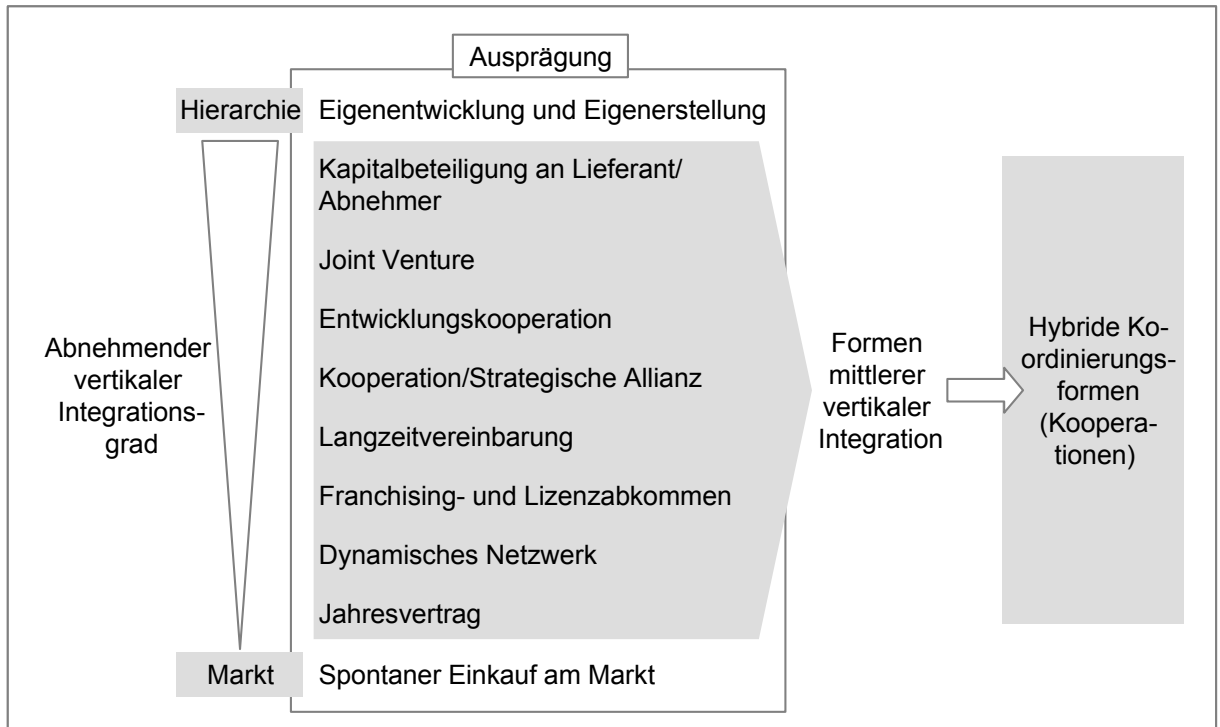 Ausprägung
Hierarchie
Eigenentwicklung und Eigenerstellung
Kapitalbeteiligung an Lieferant/
Abnehmer
Joint Venture
Entwicklungskooperation
Kooperation/Strategische Allianz
Langzeitvereinbarung
Franchising- und Lizenzabkommen
Dynamisches Netzwerk
Jahresvertrag
Markt
Spontaner Einkauf am Markt
Abnehmender
vertikaler
Integrations-
grad
Formen
mittlerer
vertikaler
Integration
Hybride Ko-
ordinierungs-
formen
(Koopera-
tionen)